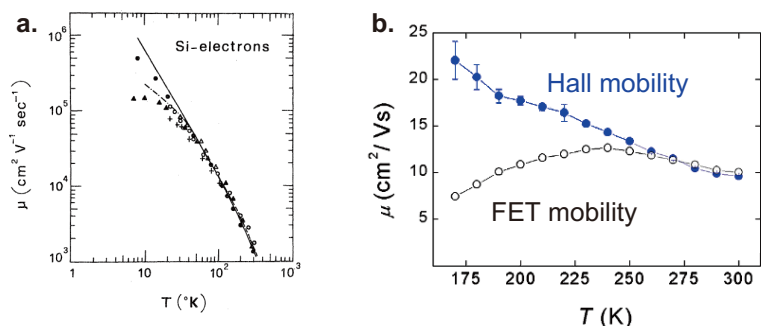 a.
Si-electrons
10⁶
10⁵
10⁴
10³
μ (cm² V⁻¹ sec⁻¹)
1 10 10² 10³
T (°K)
b.
25
20
15
10
5
μ (cm²/ Vs)
Hall mobility
FET mobility
175 200 225 250 275 300
T (K)